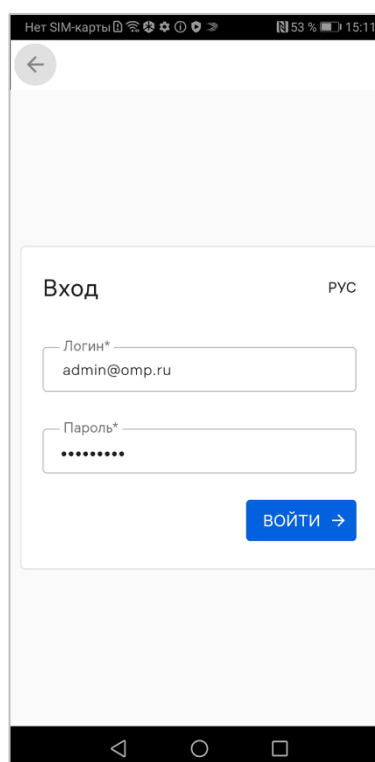 Нет SIM-карты 53 % 15:11
Вход РУС
Логин*
admin@omp.ru
Пароль*
•••••••••
ВОЙТИ →